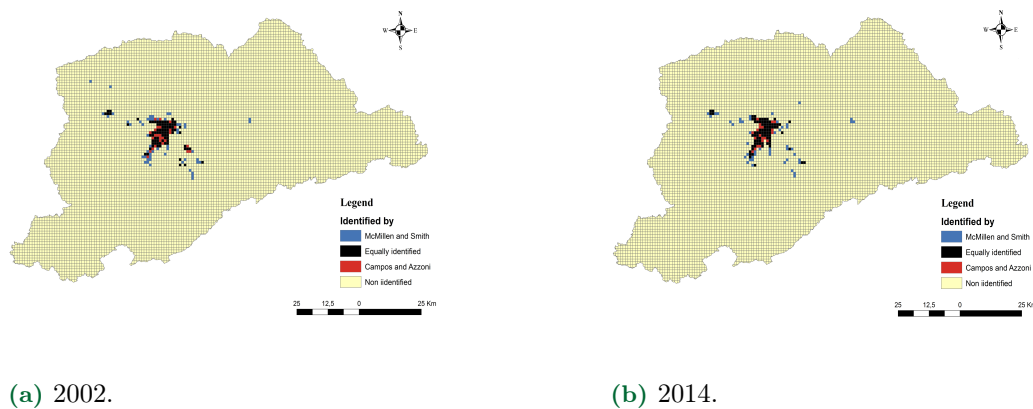 N
W E
S
Legend
Identified by
McMillen and Smith
Equally identified
Campos and Azzoni
Non iidentified
25 12,5 0 25 Km
(a) 2002.
N
W E
S
Legend
Identified by
McMillen and Smith
Equally identified
Campos and Azzoni
Non iidentified
25 12,5 0 25 Km
(b) 2014.